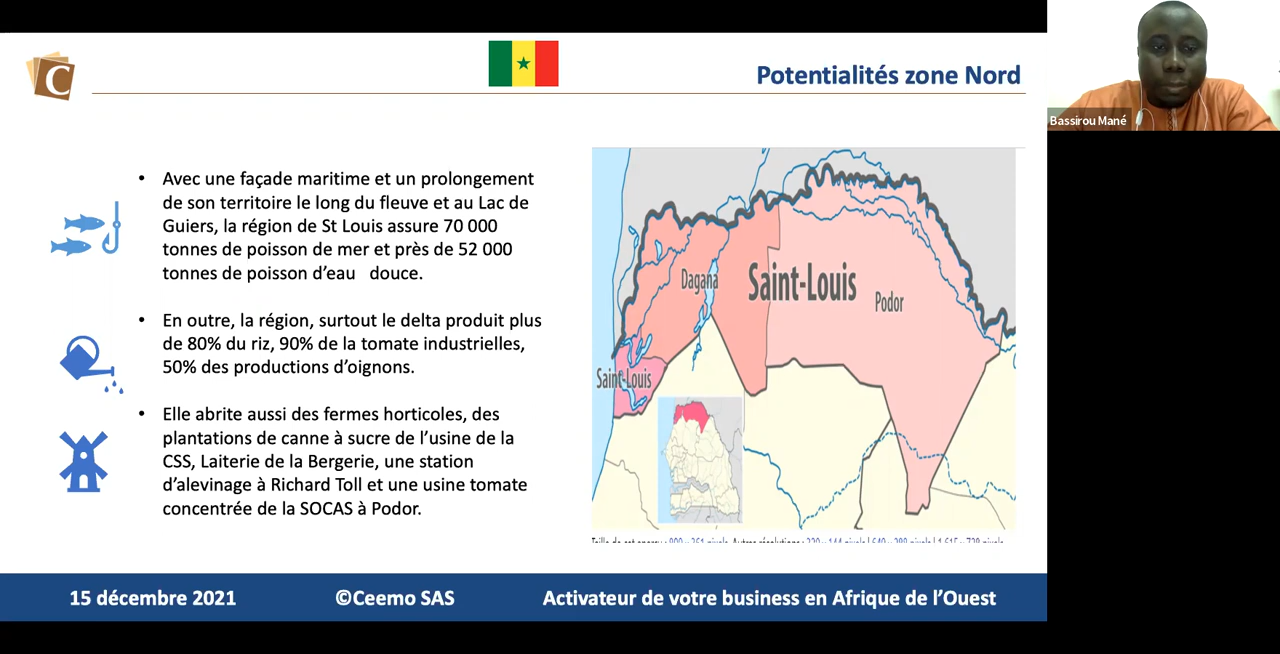 C
Potentialités zone Nord
Bassirou Mané
• Avec une façade maritime et un prolongement
de son territoire le long du fleuve et au Lac de
Guiers, la région de St Louis assure 70 000
tonnes de poisson de mer et près de 52 000
tonnes de poisson d’eau douce.
• En outre, la région, surtout le delta produit plus
de 80% du riz, 90% de la tomate industrielles,
50% des productions d’oignons.
• Elle abrite aussi des fermes horticoles, des
plantations de canne à sucre de l’usine de la
CSS, Laiterie de la Bergerie, une station
d’alevinage à Richard Toll et une usine tomate
concentrée de la SOCAS à Podor.
Dagana
Saint-Louis
Podor
Saint-Louis
15 décembre 2021
©Ceemo SAS
Activateur de votre business en Afrique de l’Ouest